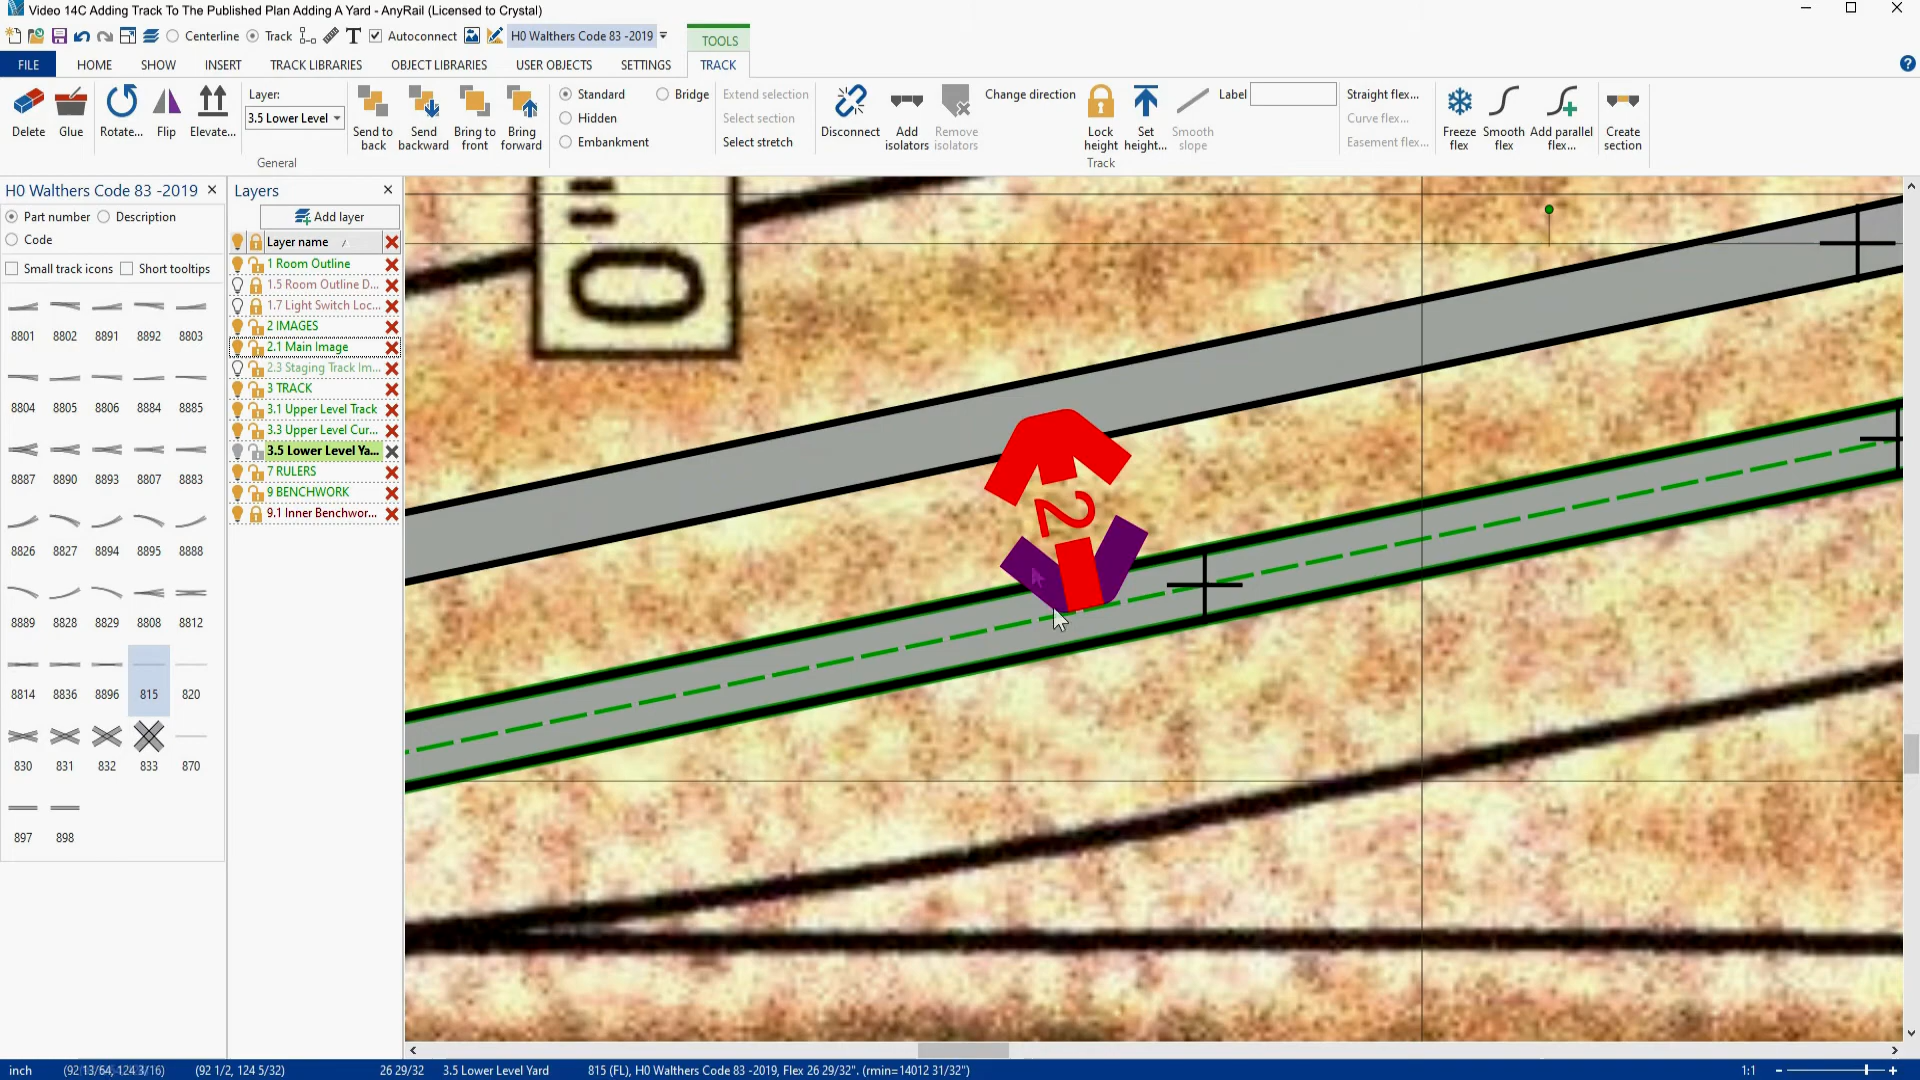 Video 14C Adding Track To The Published Plan Adding A Yard - AnyRail (Licensed to Crystal)
Centerline Track T Autoconnect H0 Walthers Code 83 -2019 TOOLS
FILE HOME SHOW INSERT TRACK LIBRARIES OBJECT LIBRARIES USER OBJECTS SETTINGS TRACK
Delete Glue Rotate... Flip Elevate...
Layer:
3.5 Lower Level
General
Send to back
Send backward
Bring to front
Bring forward
Standard Bridge
Hidden
Embankment
Extend selection
Select section
Select stretch
Disconnect
Add isolators
Remove isolators
Change direction
Lock height
Set height...
Smooth slope
Label
Straight flex...
Curve flex...
Easement flex...
Track
Freeze flex
Smooth flex
Add parallel flex...
Create section
H0 Walthers Code 83 -2019
Part number Description
Code
Small track icons Short tooltips
8801 8802 8891 8892 8803
8804 8805 8806 8884 8885
8887 8890 8893 8807 8883
8826 8827 8894 8895 8888
8889 8828 8829 8808 8812
8814 8836 8896 815 820
830 831 832 833 870
897 898
Layers
Add layer
Layer name
1 Room Outline
1.5 Room Outline D...
1.7 Light Switch Loc...
2 IMAGES
2.1 Main Image
2.3 Staging Track Im...
3 TRACK
3.1 Upper Level Track
3.3 Upper Level Cur...
3.5 Lower Level Ya...
7 RULERS
9 BENCHWORK
9.1 Inner Benchwor...
0
2
inch (92 1/2, 124 5/32) 26 29/32 3.5 Lower Level Yard 815 (FL), H0 Walthers Code 83 -2019, Flex 26 29/32". (rmin=14012 31/32") 1:1